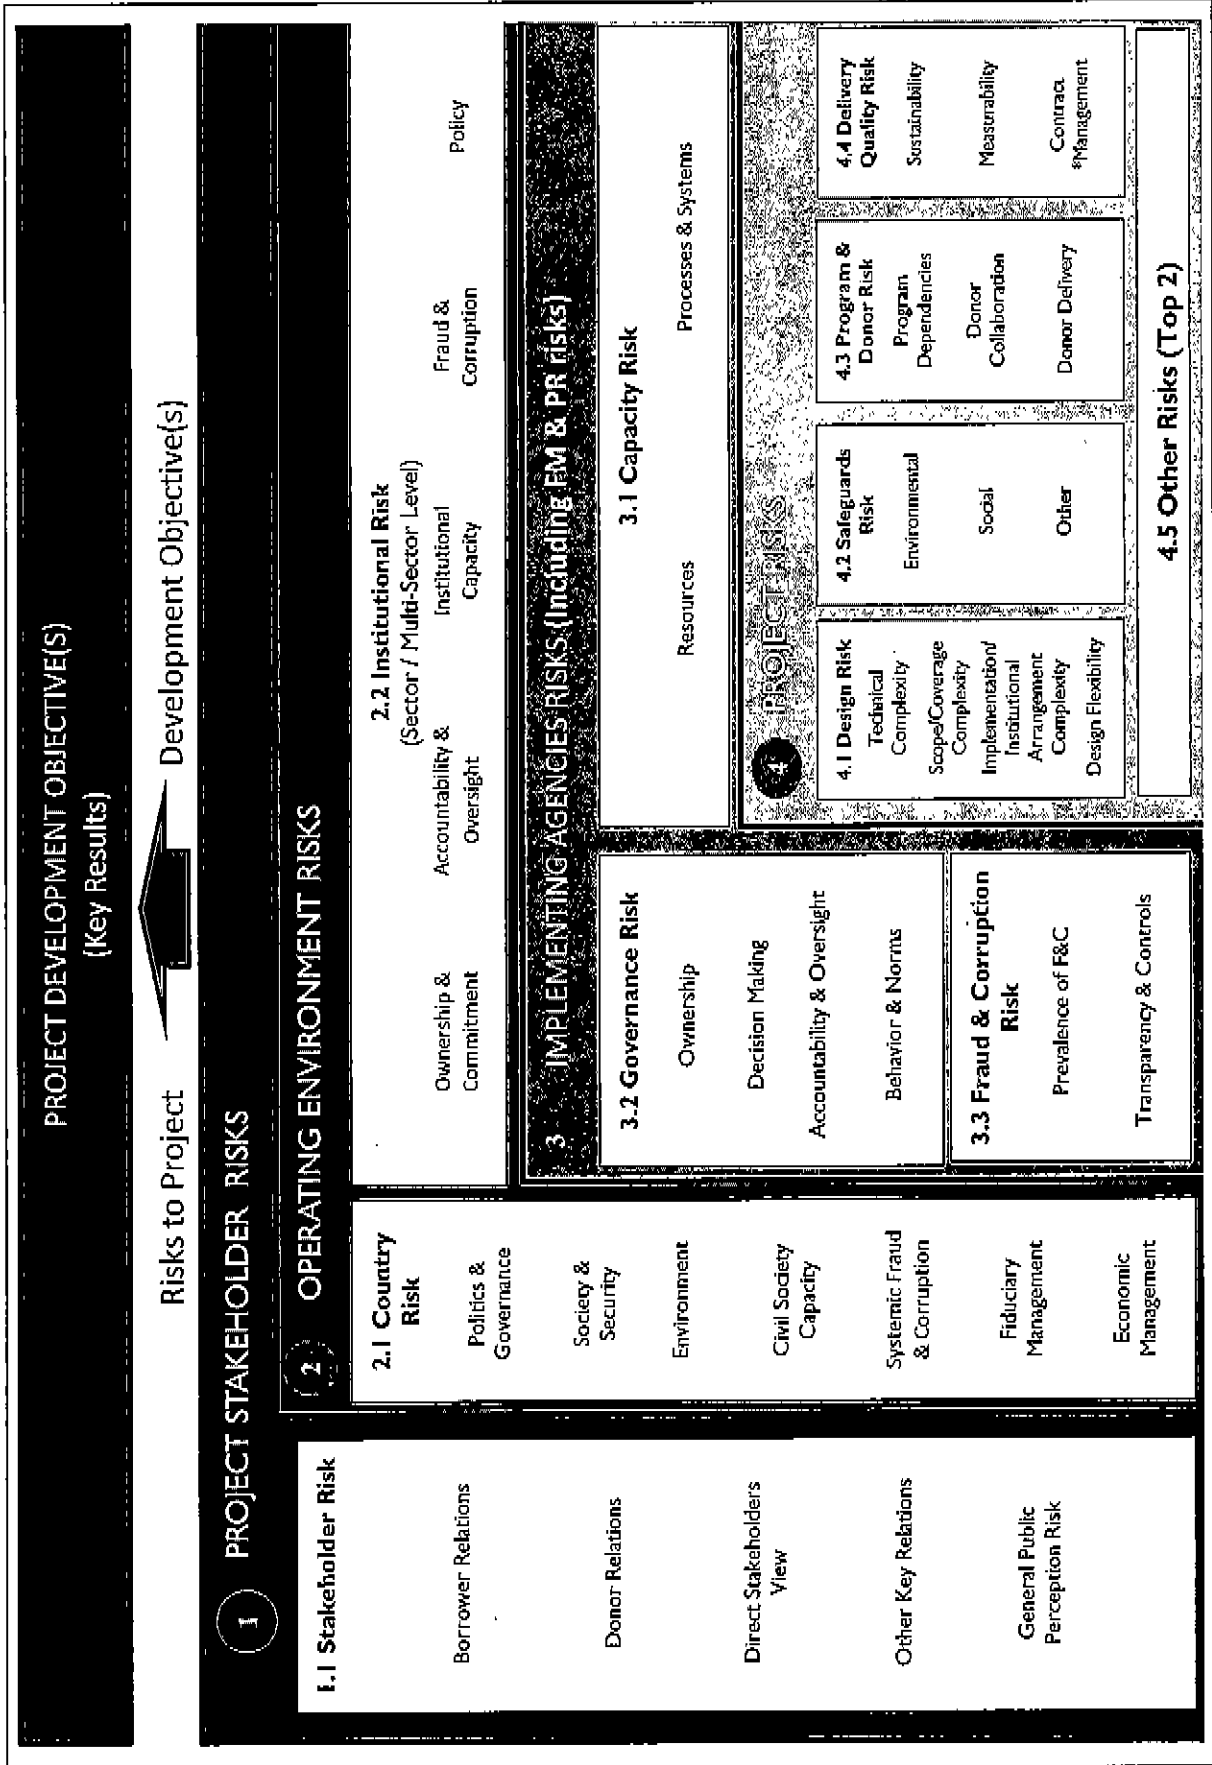 PROJECT DEVELOPMENT OBJECTIVE(S)
(Key Results)
Risks to Project
Development Objective(s)
1
PROJECT STAKEHOLDER RISKS
1.1 Stakeholder Risk
Borrower Relations
Donor Relations
Direct Stakeholders
View
Other Key Relations
General Public
Perception Risk
2
OPERATING ENVIRONMENT RISKS
2.1 Country
Risk
Politics &
Governance
Society &
Security
Environment
Civil Society
Capacity
Systemic Fraud
& Corruption
Fiduciary
Management
Economic
Management
2.2 Institutional Risk
(Sector / Multi-Sector Level)
Ownership &
Commitment
Accountability &
Oversight
Institutional
Capacity
Fraud &
Corruption
Policy
3
IMPLEMENTING AGENCIES RISKS (Including FM & PR risks)
3.1 Capacity Risk
Resources
Processes & Systems
3.2 Governance Risk
Ownership
Decision Making
Accountability & Oversight
Behavior & Norms
3.3 Fraud & Corruption
Risk
Prevalence of F&C
Transparency & Controls
4
PROJECT RISKS
4.1 Design Risk
Technical
Complexity
Scope/Coverage
Complexity
Implementation/
Institutional
Arrangement
Complexity
Design Flexibility
4.2 Safeguards
Risk
Environmental
Social
Other
4.3 Program &
Donor Risk
Program
Dependencies
Donor
Collaboration
Donor Delivery
4.4 Delivery
Quality Risk
Sustainability
Measurability
Contract
*Management
4.5 Other Risks (Top 2)